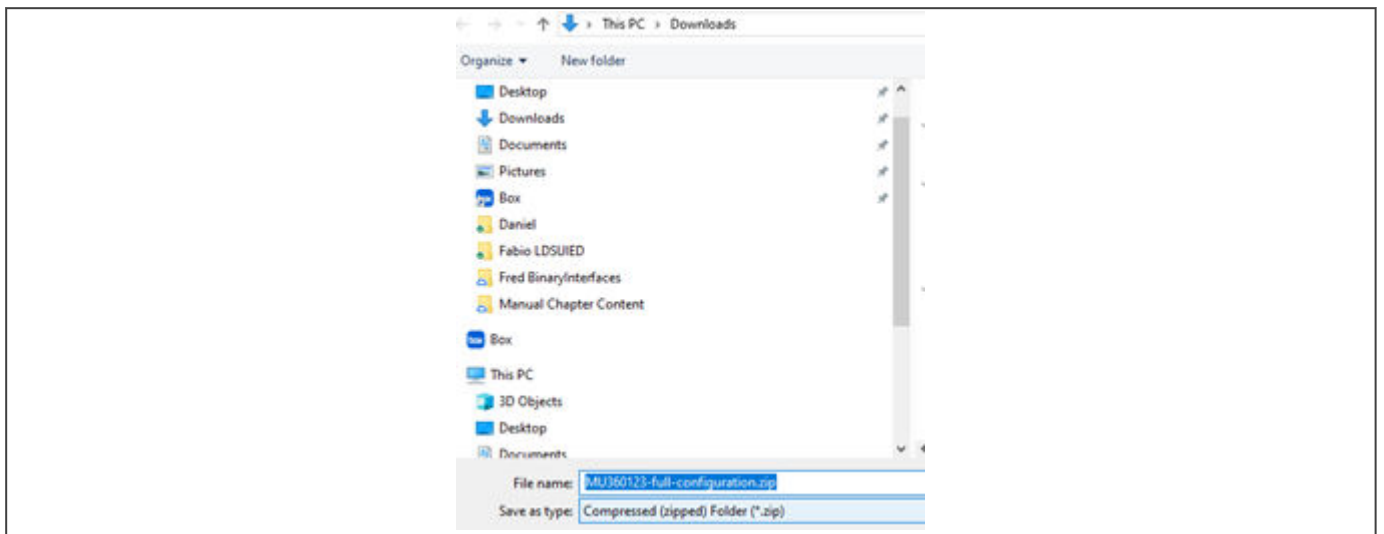 This PC › Downloads
Organize New folder
Desktop
Downloads
Documents
Pictures
Box
Daniel
Fabio LDSUIED
Fred BinaryInterfaces
Manual Chapter Content
Box
This PC
3D Objects
Desktop
Documents
File name: MU360123-full-configuration.zip
Save as type: Compressed (zipped) Folder (*.zip)